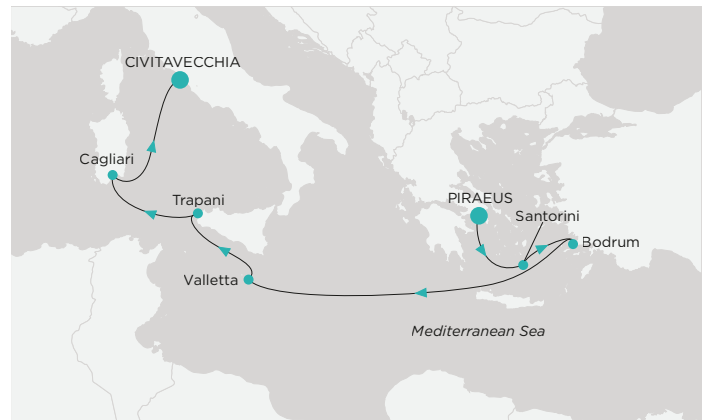 CIVITAVECCHIA
Cagliari
Trapani
PIRAEUS
Santorini
Bodrum
Valletta
Mediterranean Sea